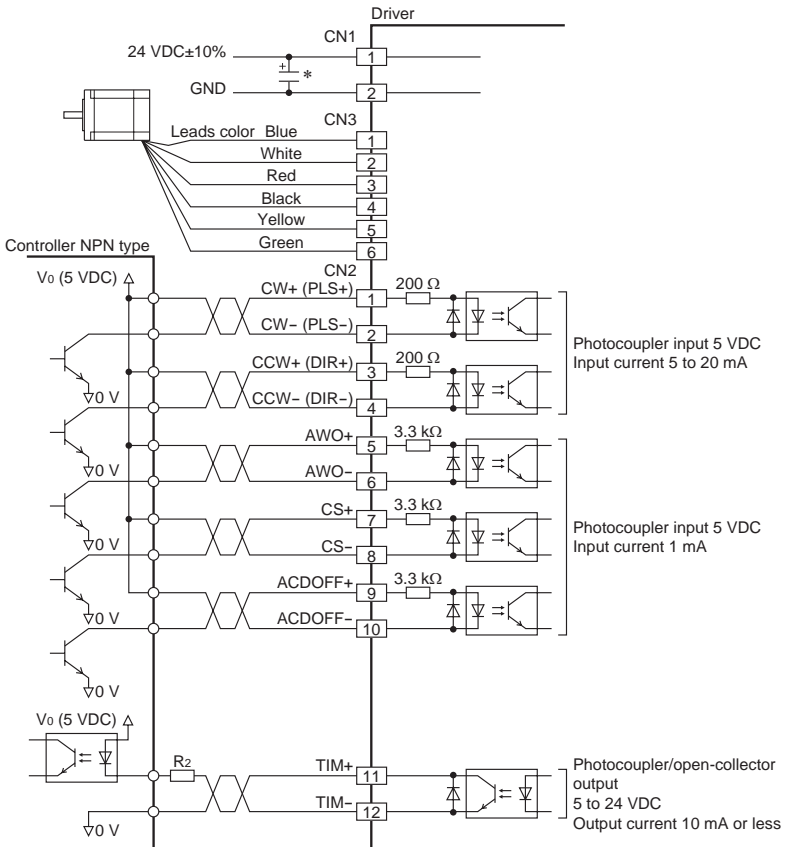 Driver
CN1
24 VDC±10%
1
+
*
GND
2
CN3
Leads color Blue
1
White
2
Red
3
Black
4
Yellow
5
Green
6
Controller NPN type
CN2
V0 (5 VDC)
CW+ (PLS+)
1
200 Ω
CW− (PLS−)
2
Photocoupler input 5 VDC
Input current 5 to 20 mA
CCW+ (DIR+)
3
200 Ω
0 V
CCW− (DIR−)
4
AWO+
5
3.3 kΩ
0 V
AWO−
6
CS+
7
3.3 kΩ
Photocoupler input 5 VDC
Input current 1 mA
0 V
CS−
8
ACDOFF+
9
3.3 kΩ
0 V
ACDOFF−
10
0 V
V0 (5 VDC)
R2
TIM+
11
Photocoupler/open-collector
output
5 to 24 VDC
Output current 10 mA or less
TIM−
12
0 V